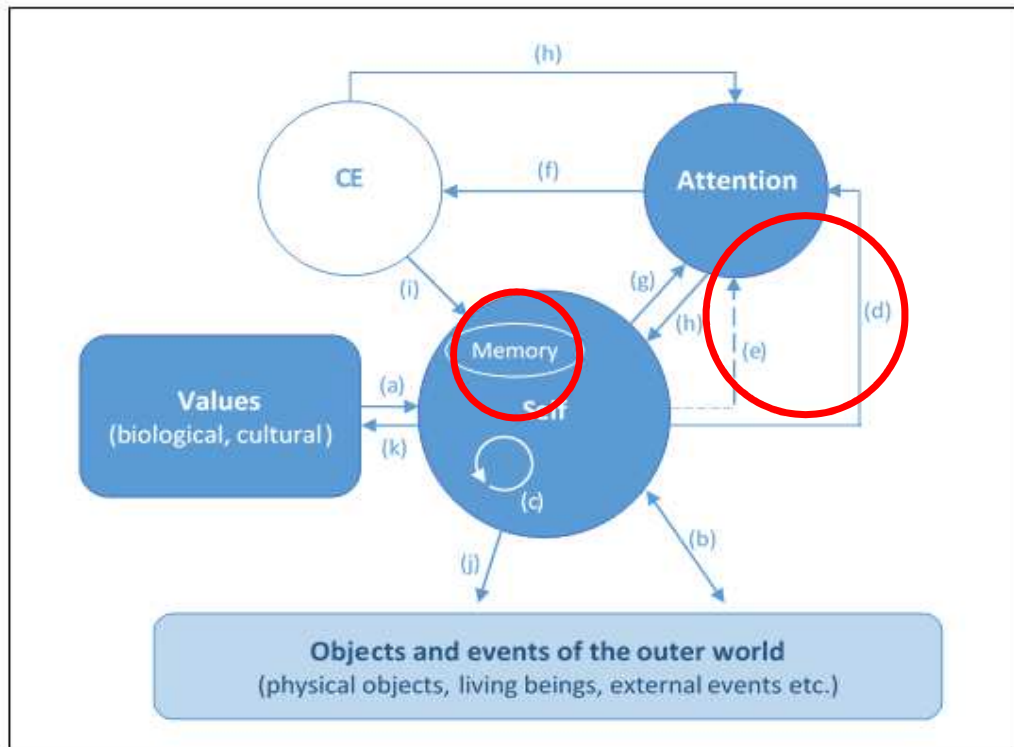 (h)
CE
Attention
(f)
(i)
(g)
(h)
(d)
(e)
Memory
Self
(a)
Values
(biological, cultural)
(k)
(c)
(b)
(j)
Objects and events of the outer world
(physical objects, living beings, external events etc.)